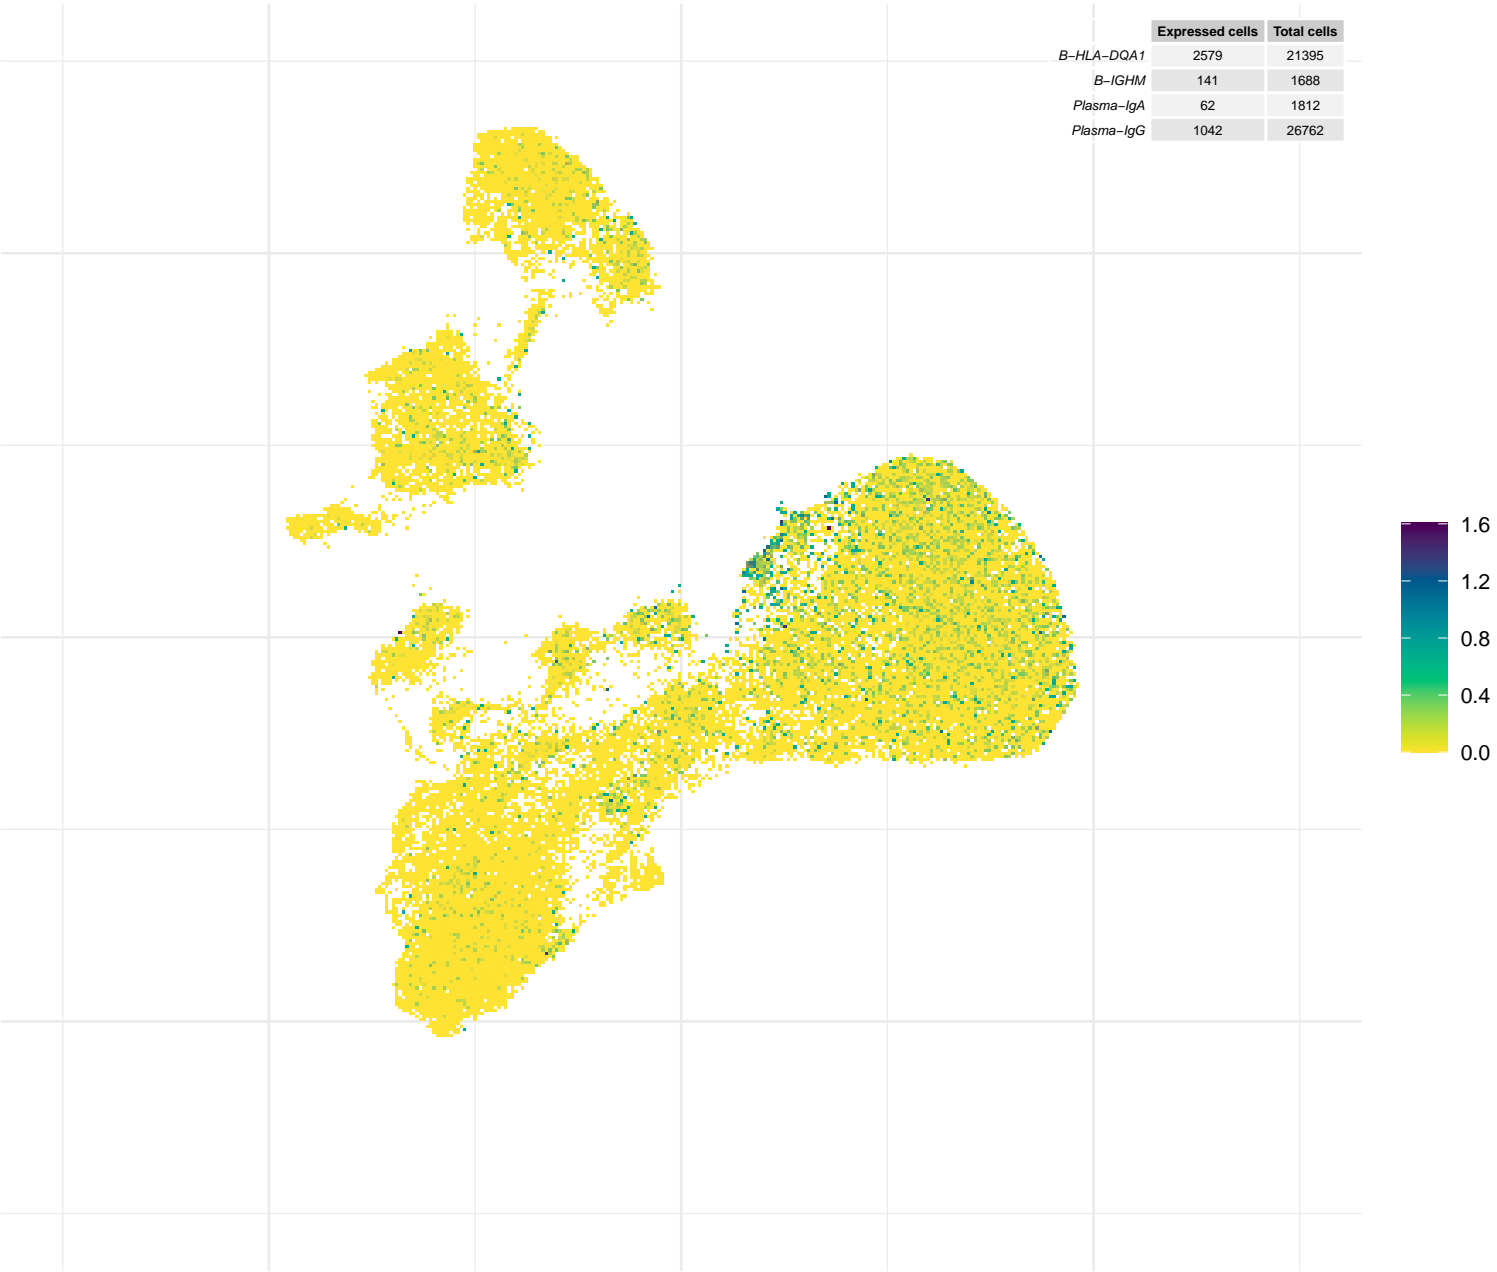 Expressed cells Total cells
B−HLA−DQA1 2579 21395
B−IGHM 141 1688
Plasma−IgA 62 1812
Plasma−IgG 1042 26762
1.6
1.2
0.8
0.4
0.0